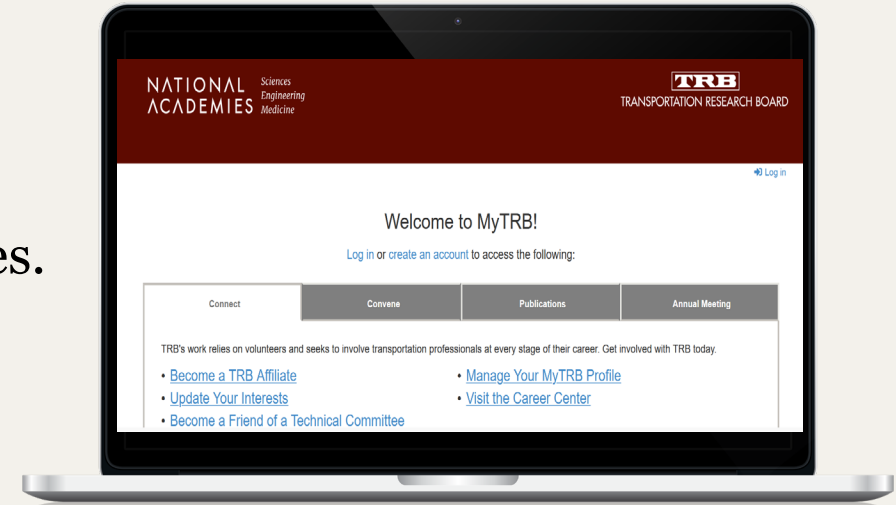 NATIONAL Sciences
ACADEMIES Engineering
Medicine
TRB
TRANSPORTATION RESEARCH BOARD
Log in
Welcome to MyTRB!
es.
Log in or create an account to access the following:
Connect Convene Publications Annual Meeting
TRB's work relies on volunteers and seeks to involve transportation professionals at every stage of their career. Get involved with TRB today.
• Become a TRB Affiliate • Manage Your MyTRB Profile
• Update Your Interests • Visit the Career Center
• Become a Friend of a Technical Committee